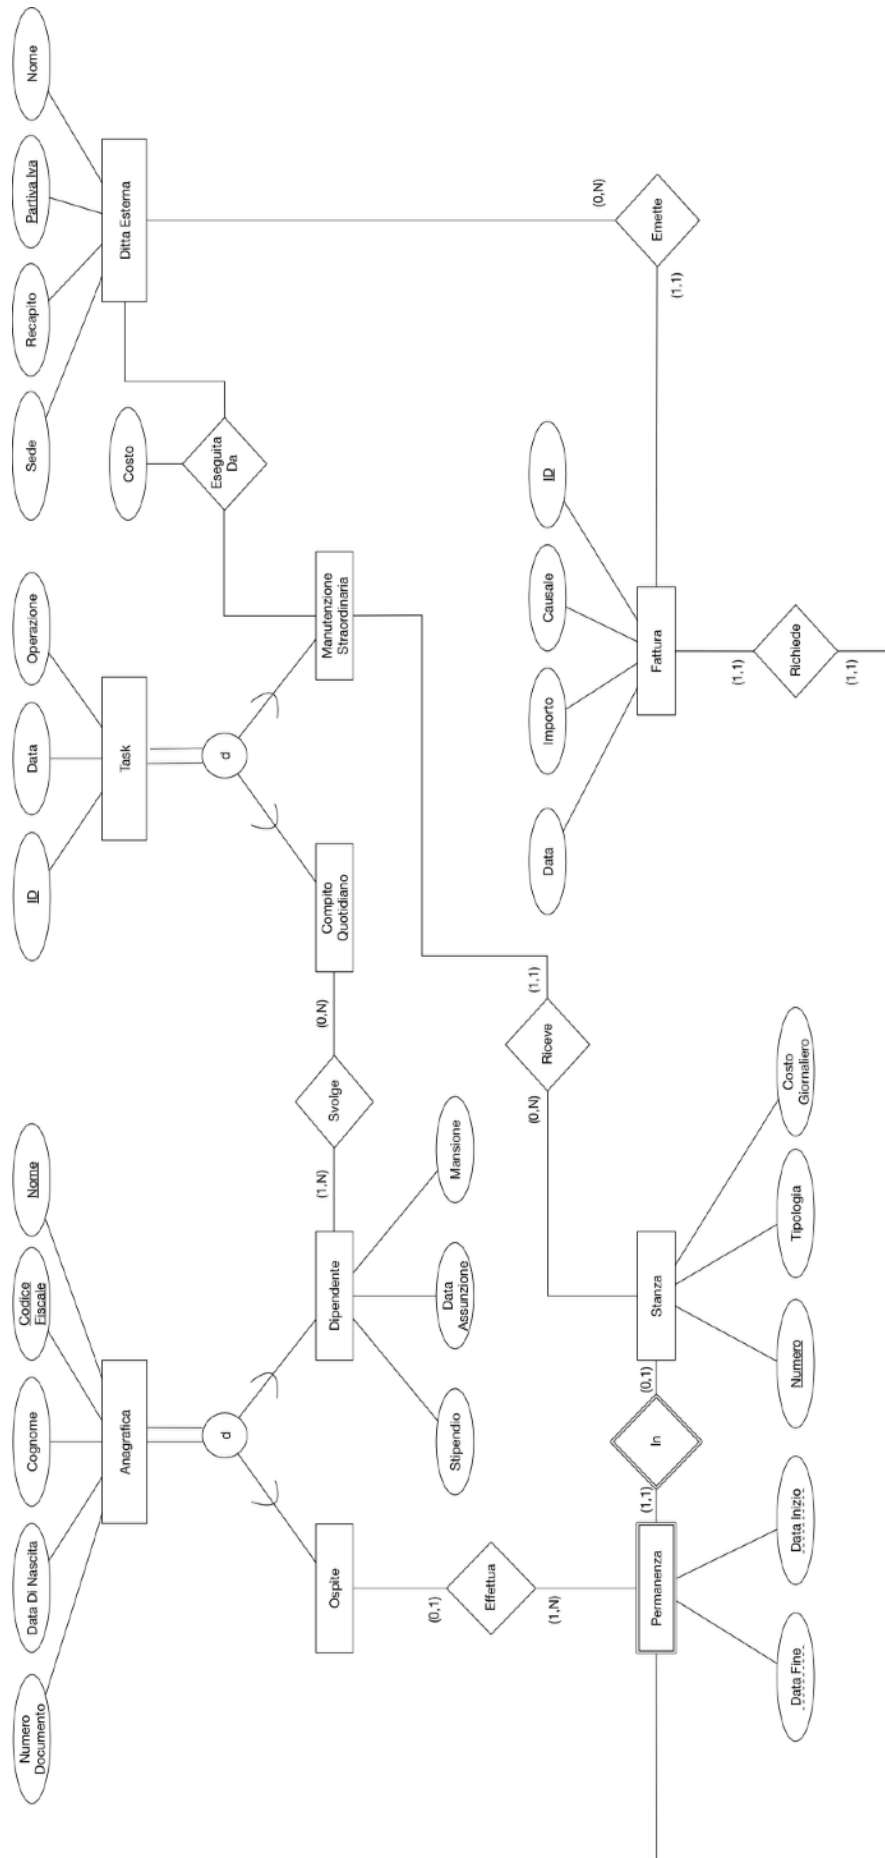 Numero
Documento
Data Di Nascita
Cognome
Codice
Fiscale
Nome
ID
Data
Operazione
Sede
Recapito
Partiva Iva
Nome
Anagrafica
Task
Ditta Esterna
Costo
d
d
Eseguita
Da
Ospite
Dipendente
(1,N)
Svolge
(0,N)
Compito
Quotidiano
Manutenzione
Straordinaria
Stipendio
Data
Assunzione
Mansione
(0,1)
Effettua
(1,N)
(0,N)
Riceve
(1,1)
Data
Importo
Causale
ID
(0,N)
Permanenza
(1,1)
In
(0,1)
Stanza
Fattura
(1,1)
Emette
Data Fine
Data Inizio
Numero
Tipologia
Costo
Giornaliero
(1,1)
Richiede
(1,1)